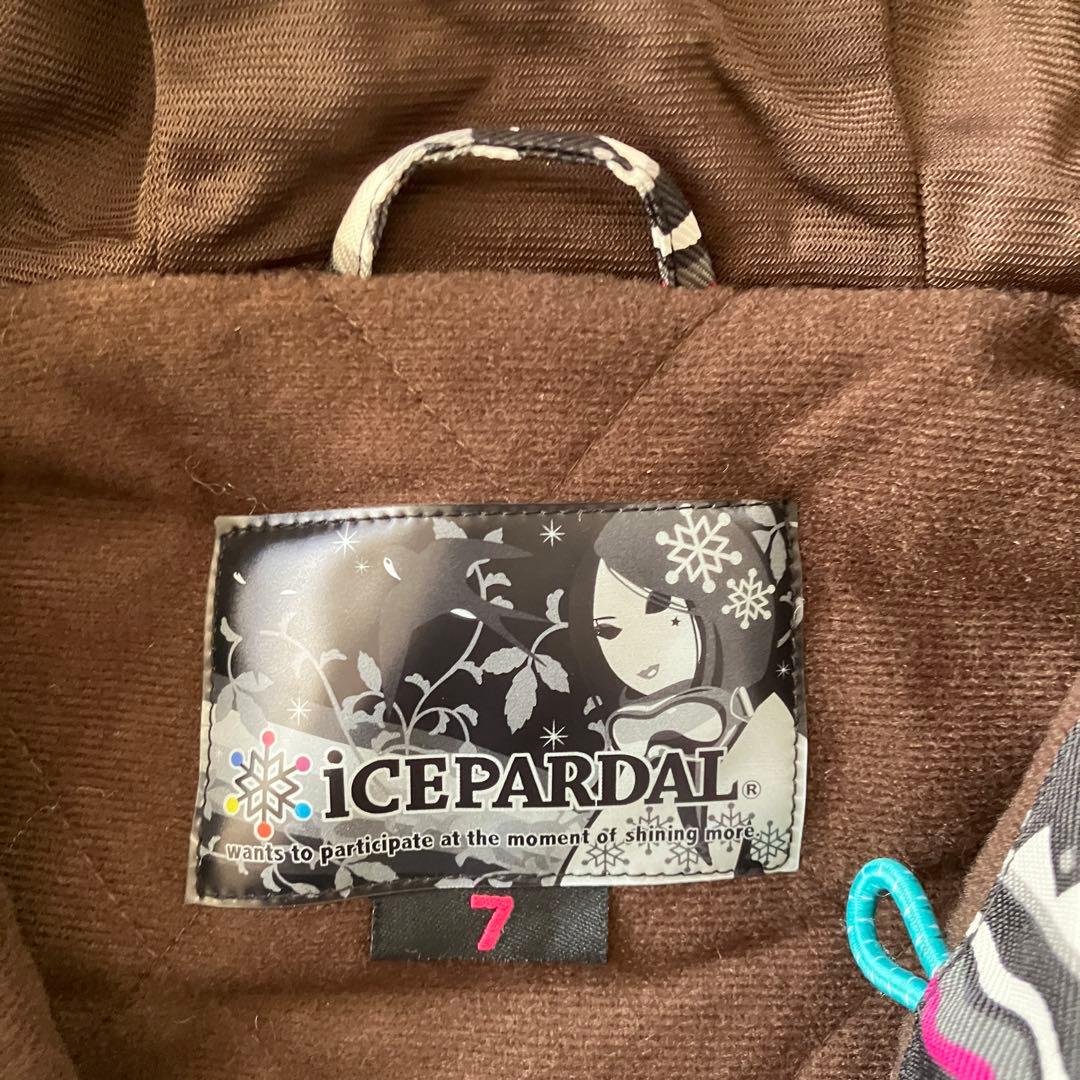 iCEPARDAL®
wants to participate at the moment of shining more.
7